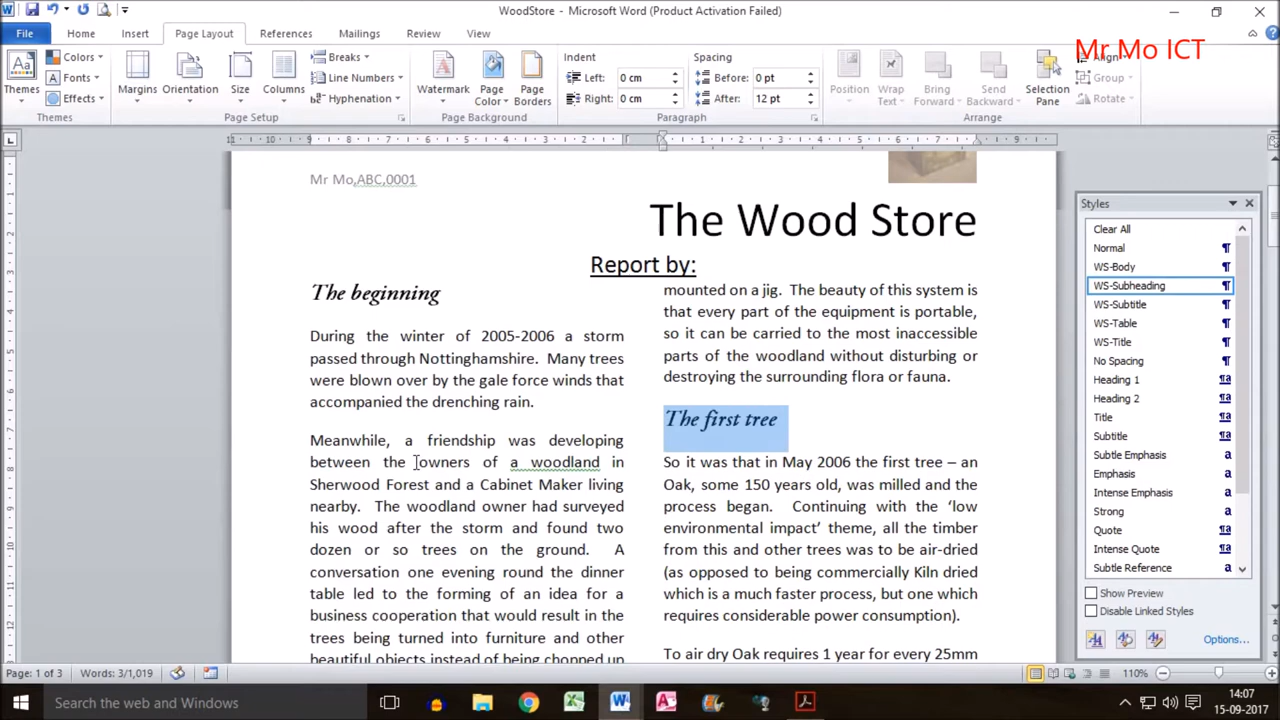 WoodStore - Microsoft Word (Product Activation Failed)
File Home Insert Page Layout References Mailings Review View
Mr Mo ICT
Themes
Colors
Fonts
Effects
Themes
Margins Orientation Size Columns
Breaks
Line Numbers
Hyphenation
Page Setup
Watermark Page Color Page Borders
Page Background
Indent
Left: 0 cm
Right: 0 cm
Spacing
Before: 0 pt
After: 12 pt
Paragraph
Position Wrap Text Bring Forward Send Backward Selection Pane
Align
Group
Rotate
Arrange
Mr Mo,ABC,0001
The Wood Store
Report by:
The beginning
During the winter of 2005-2006 a storm
passed through Nottinghamshire. Many trees
were blown over by the gale force winds that
accompanied the drenching rain.
Meanwhile, a friendship was developing
between the owners of a woodland in
Sherwood Forest and a Cabinet Maker living
nearby. The woodland owner had surveyed
his wood after the storm and found two
dozen or so trees on the ground. A
conversation one evening round the dinner
table led to the forming of an idea for a
business cooperation that would result in the
trees being turned into furniture and other
beautiful objects instead of being chopped up
mounted on a jig. The beauty of this system is
that every part of the equipment is portable,
so it can be carried to the most inaccessible
parts of the woodland without disturbing or
destroying the surrounding flora or fauna.
The first tree
So it was that in May 2006 the first tree – an
Oak, some 150 years old, was milled and the
process began. Continuing with the ‘low
environmental impact’ theme, all the timber
from this and other trees was to be air-dried
(as opposed to being commercially Kiln dried
which is a much faster process, but one which
requires considerable power consumption).
To air dry Oak requires 1 year for every 25mm
Styles
Clear All
Normal
WS-Body
WS-Subheading
WS-Subtitle
WS-Table
WS-Title
No Spacing
Heading 1
Heading 2
Title
Subtitle
Subtle Emphasis
Emphasis
Intense Emphasis
Strong
Quote
Intense Quote
Subtle Reference
Show Preview
Disable Linked Styles
Options...
Page: 1 of 3 Words: 3/1,019 110%
Search the web and Windows
14:07
15-09-2017